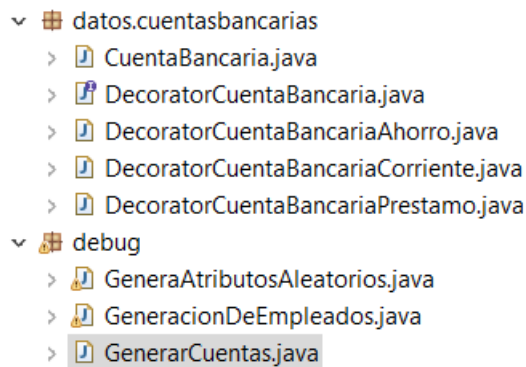 datos.cuentasbancarias
CuentaBancaria.java
DecoratorCuentaBancaria.java
DecoratorCuentaBancariaAhorro.java
DecoratorCuentaBancariaCorriente.java
DecoratorCuentaBancariaPrestamo.java
debug
GeneraAtributosAleatorios.java
GeneracionDeEmpleados.java
GenerarCuentas.java